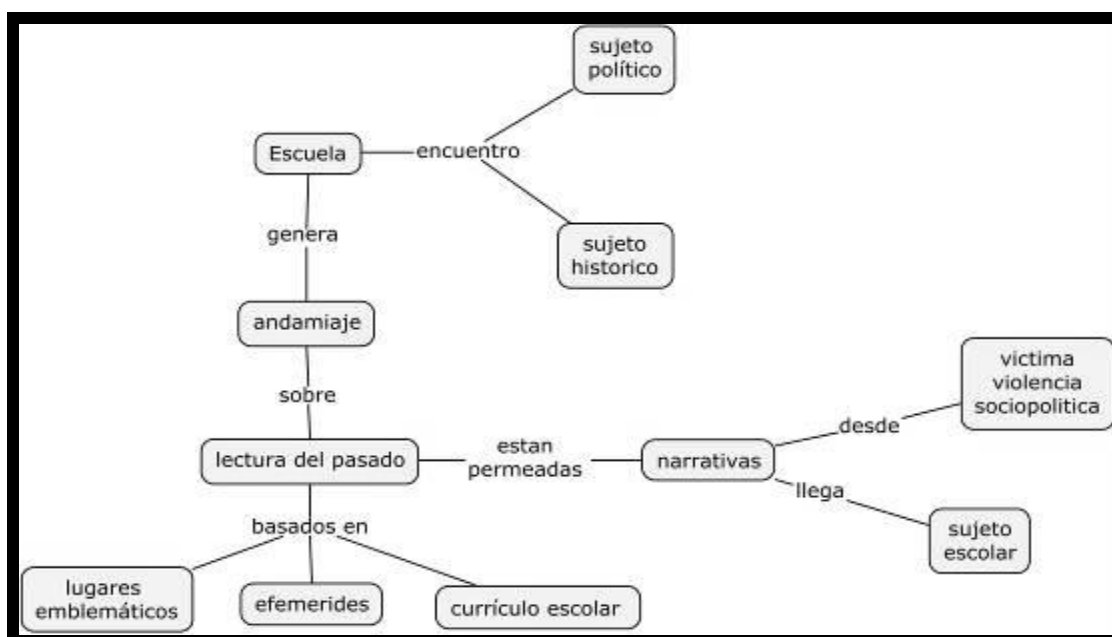 sujeto
político
Escuela
encuentro
genera
sujeto
historico
andamiaje
sobre
victima
violencia
sociopolitica
desde
lectura del pasado
estan
permeadas
narrativas
llega
sujeto
escolar
basados en
lugares
emblemáticos
efemerides
currículo escolar